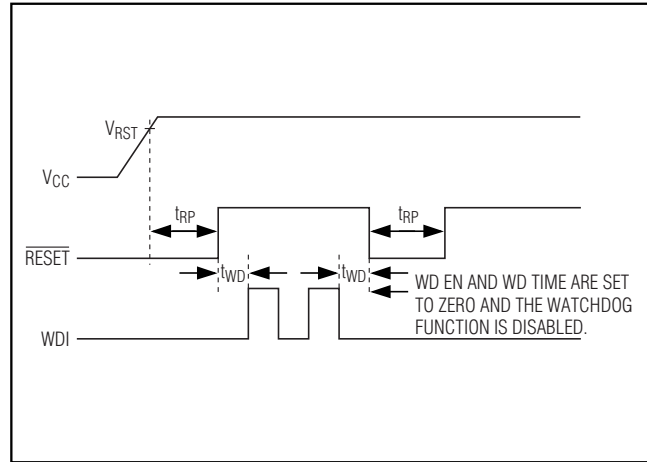 VRST
VCC
tRP
tRP
RESET
tWD
tWD
WD EN AND WD TIME ARE SET
TO ZERO AND THE WATCHDOG
FUNCTION IS DISABLED.
WDI